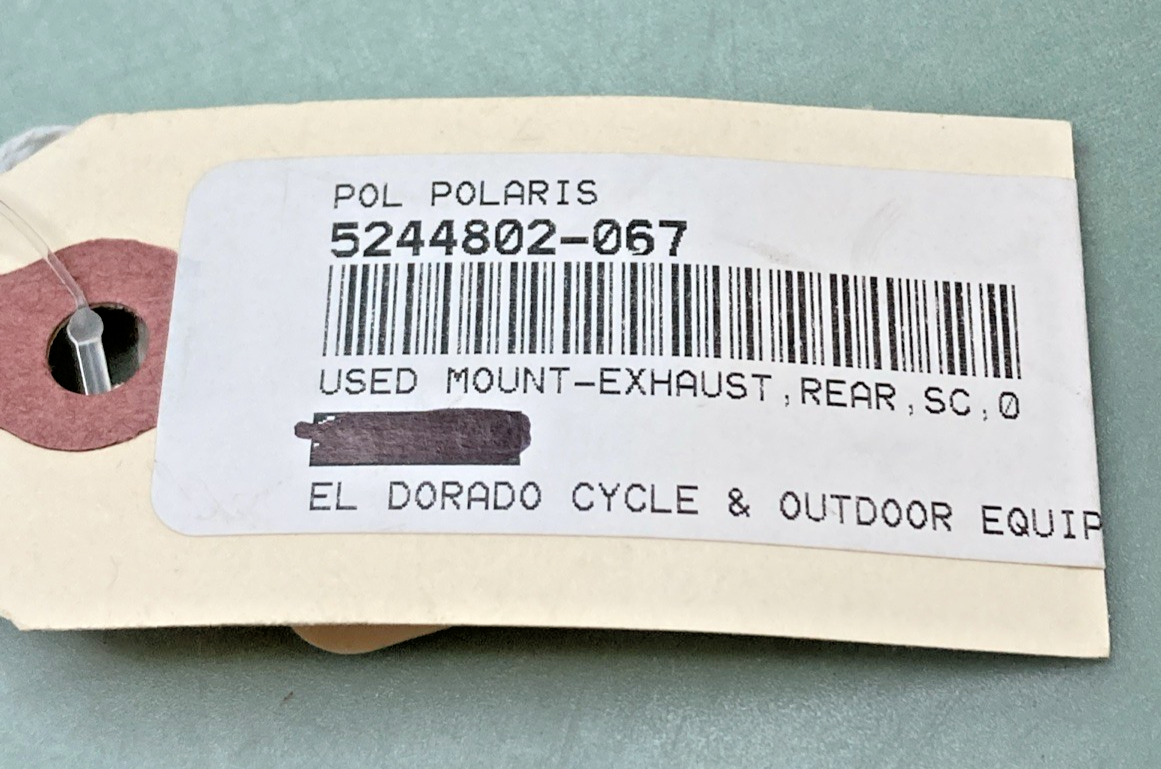 POL POLARIS
5244802-067
USED MOUNT-EXHAUST,REAR,SC,0
EL DORADO CYCLE & OUTDOOR EQUIP